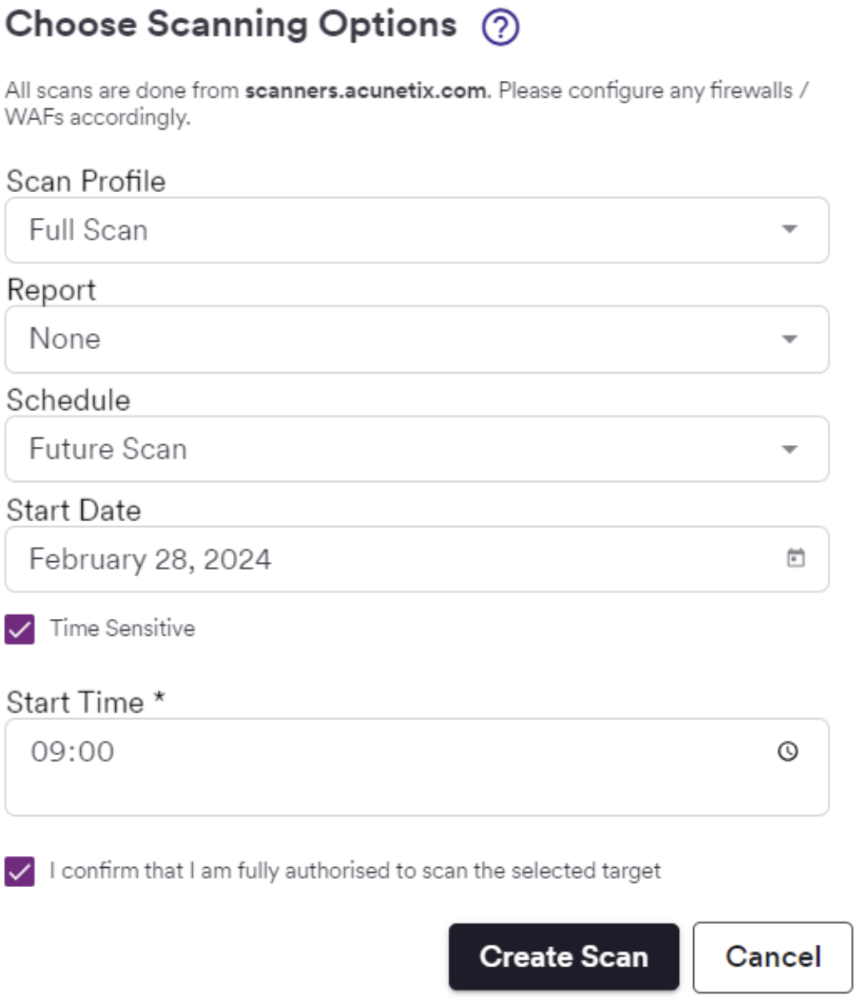 Choose Scanning Options ?
All scans are done from scanners.acunetix.com. Please configure any firewalls /
WAFs accordingly.
Scan Profile
Full Scan
Report
None
Schedule
Future Scan
Start Date
February 28, 2024
Time Sensitive
Start Time *
09:00
I confirm that I am fully authorised to scan the selected target
Create Scan Cancel